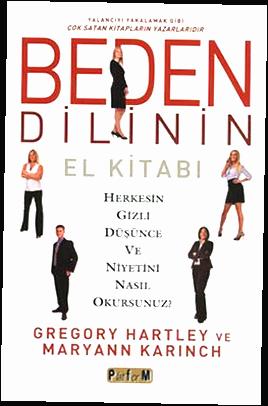 YALANCIYI YAKALAMAK GİBİ
ÇOK SATAN KİTAPLARIN YAZARLARIDIR
BEDEN
DİLİNİN
EL KİTABI
HERKESİN
GİZLİ
DÜŞÜNCE
VE
NİYETİNİ
NASIL
OKURSUNUZ?
GREGORY HARTLEY VE
MARYANN KARINCH
PlatforM